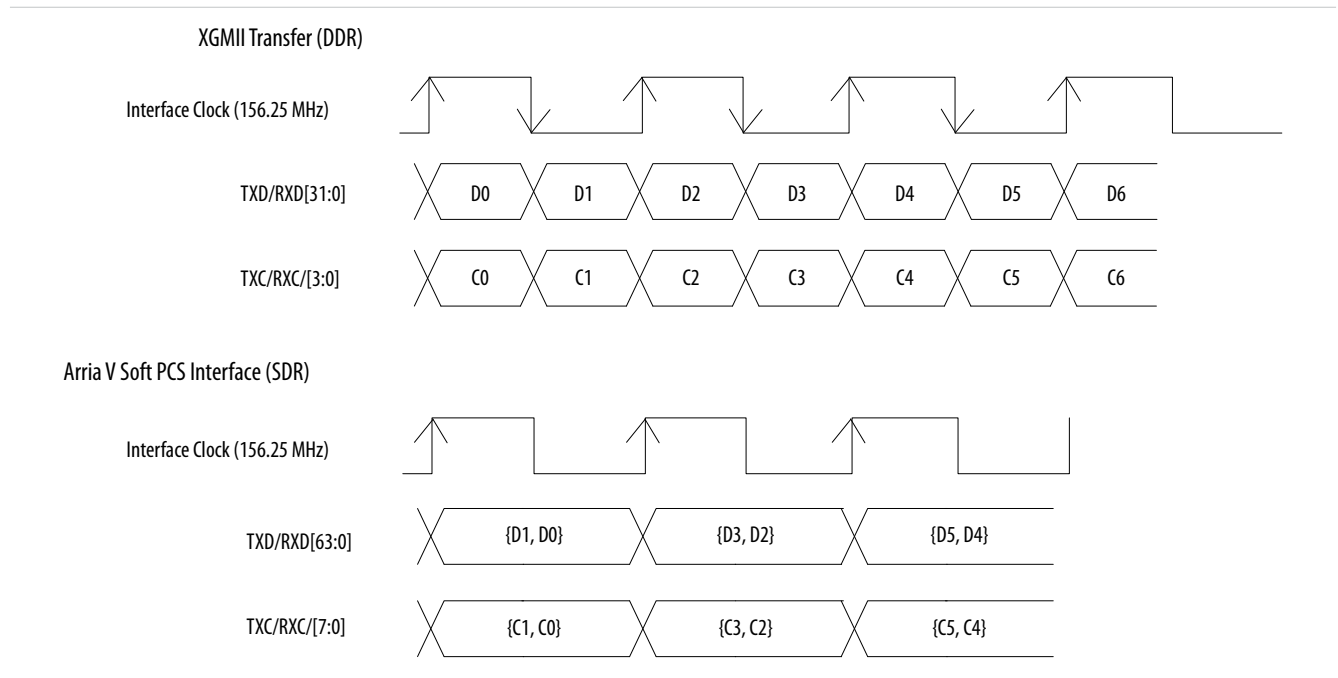 XGMII Transfer (DDR)
Interface Clock (156.25 MHz)
TXD/RXD[31:0]
D0 D1 D2 D3 D4 D5 D6
TXC/RXC/[3:0]
C0 C1 C2 C3 C4 C5 C6
Arria V Soft PCS Interface (SDR)
Interface Clock (156.25 MHz)
TXD/RXD[63:0]
{D1, D0} {D3, D2} {D5, D4}
TXC/RXC/[7:0]
{C1, C0} {C3, C2} {C5, C4}